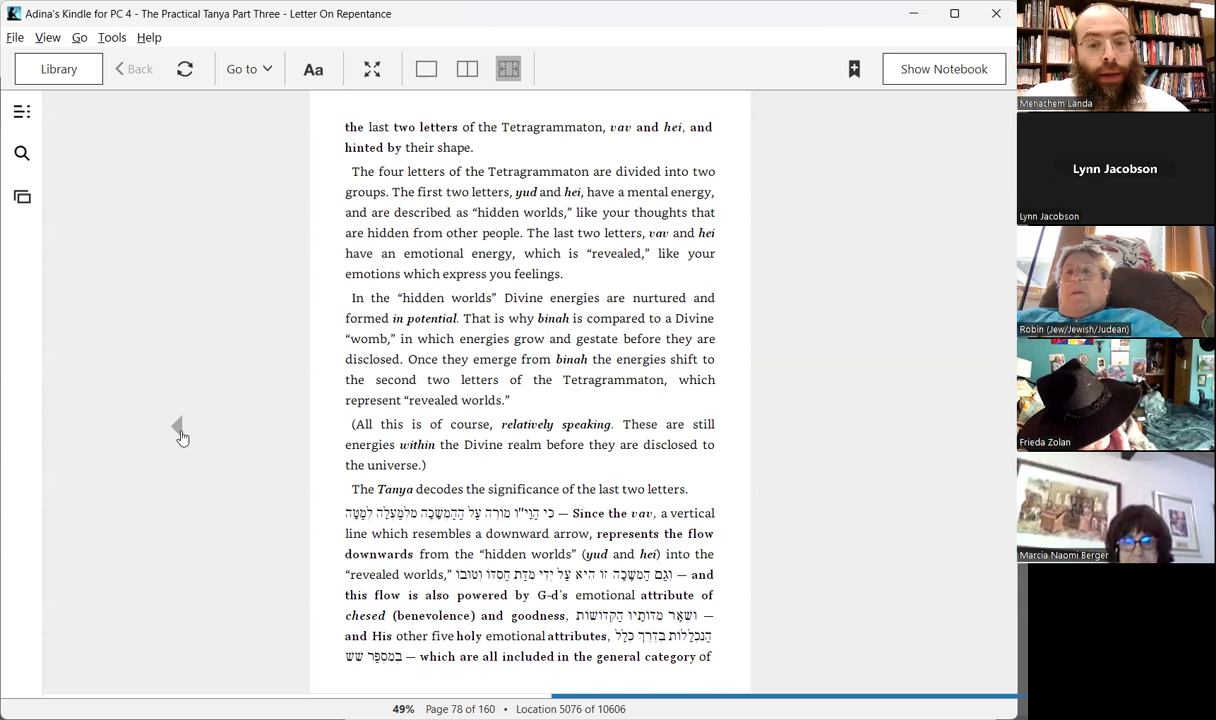 Adina's Kindle for PC 4 - The Practical Tanya Part Three - Letter On Repentance
File View Go Tools Help
Library Back Go to Aa Show Notebook
the last two letters of the Tetragrammaton, vav and hei, and
hinted by their shape.
The four letters of the Tetragrammaton are divided into two
groups. The first two letters, yud and hei, have a mental energy,
and are described as “hidden worlds,” like your thoughts that
are hidden from other people. The last two letters, vav and hei
have an emotional energy, which is “revealed,” like your
emotions which express you feelings.
In the “hidden worlds” Divine energies are nurtured and
formed in potential. That is why binah is compared to a Divine
“womb,” in which energies grow and gestate before they are
disclosed. Once they emerge from binah the energies shift to
the second two letters of the Tetragrammaton, which
represent “revealed worlds.”
(All this is of course, relatively speaking. These are still
energies within the Divine realm before they are disclosed to
the universe.)
The Tanya decodes the significance of the last two letters.
כִּי הַוָּי"ו מוֹרָה עַל הַהַמְשָׁכָה מִלְמַעְלָה לְמַטָּה — Since the vav, a vertical
line which resembles a downward arrow, represents the flow
downwards from the “hidden worlds” (yud and hei) into the
“revealed worlds,” וְגַם הַמְשָׁכָה זוֹ הִיא עַל יְדֵי מִדַּת חַסְדּוֹ וְטוּבוֹ — and
this flow is also powered by G-d's emotional attribute of
chesed (benevolence) and goodness, וּשְׁאָר מִדּוֹתָיו הַקְּדוֹשׁוֹת —
and His other five holy emotional attributes, הַנִּכְלָלוֹת בְּדֶרֶךְ כְּלָל
בְּמִסְפַּר שֵׁשׁ — which are all included in the general category of
49% Page 78 of 160 • Location 5076 of 10606
Menachem Landa
Lynn Jacobson
Lynn Jacobson
Robin (Jew/Jewish/Judean)
Frieda Zolan
Marcia Naomi Berger